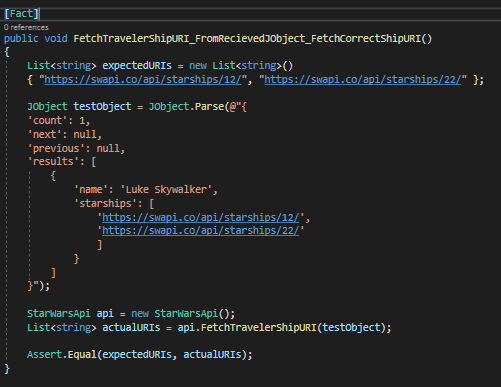 [Fact]
0 references
public void FetchTravelerShipURI_FromRecievedJObject_FetchCorrectShipURI()
{
List<string> expectedURIs = new List<string>()
{ "https://swapi.co/api/starships/12/", "https://swapi.co/api/starships/22/" };
JObject testObject = JObject.Parse(@"{
'count': 1,
'next': null,
'previous': null,
'results': [
{
'name': 'Luke Skywalker',
'starships': [
'https://swapi.co/api/starships/12/',
'https://swapi.co/api/starships/22/'
]
}
]
}");
StarWarsApi api = new StarWarsApi();
List<string> actualURIs = api.FetchTravelerShipURI(testObject);
Assert.Equal(expectedURIs, actualURIs);
}